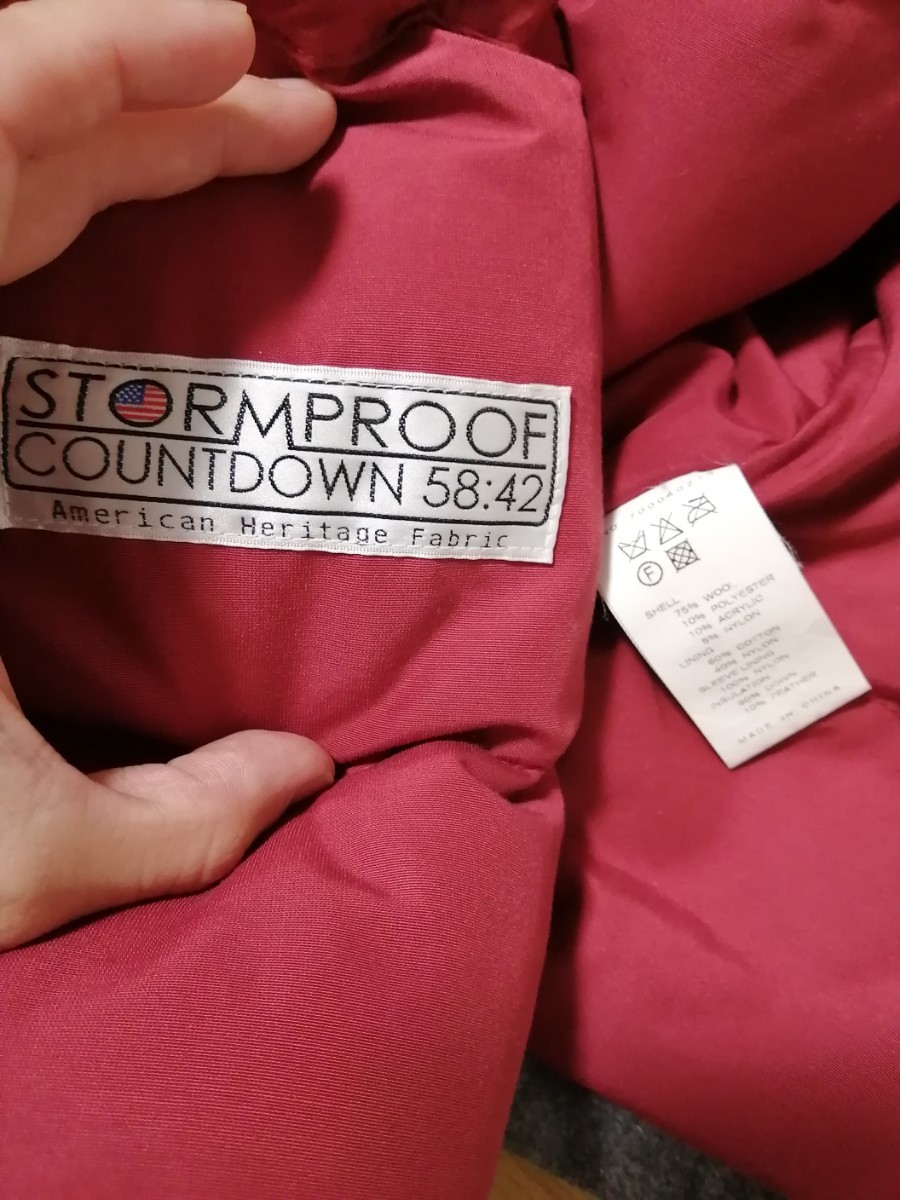 STORMPROOF
COUNTDOWN 58:42
American Heritage Fabric
F
SHELL
75% WOOL
10% POLYESTER
10% ACRYLIC
5% NYLON
LINING
60% COTTON
40% NYLON
SLEEVE LINING
100% NYLON
INSULATION
90% DOWN
10% FEATHER
MADE IN CHINA